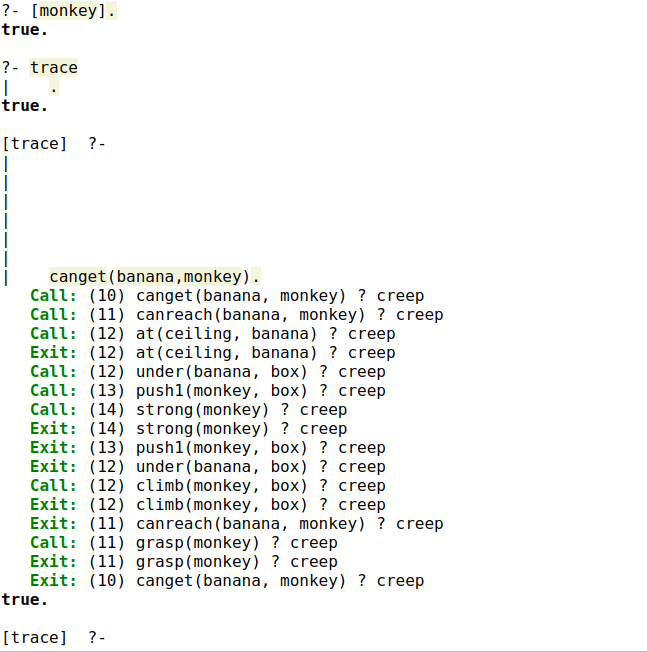 ?- [monkey].
true.
?- trace
|    .
true.
[trace]  ?-
|
|
|
|
|
|
|    canget(banana,monkey).
   Call: (10) canget(banana, monkey) ? creep
   Call: (11) canreach(banana, monkey) ? creep
   Call: (12) at(ceiling, banana) ? creep
   Exit: (12) at(ceiling, banana) ? creep
   Call: (12) under(banana, box) ? creep
   Call: (13) push1(monkey, box) ? creep
   Call: (14) strong(monkey) ? creep
   Exit: (14) strong(monkey) ? creep
   Exit: (13) push1(monkey, box) ? creep
   Exit: (12) under(banana, box) ? creep
   Call: (12) climb(monkey, box) ? creep
   Exit: (12) climb(monkey, box) ? creep
   Exit: (11) canreach(banana, monkey) ? creep
   Call: (11) grasp(monkey) ? creep
   Exit: (11) grasp(monkey) ? creep
   Exit: (10) canget(banana, monkey) ? creep
true.
[trace]  ?-